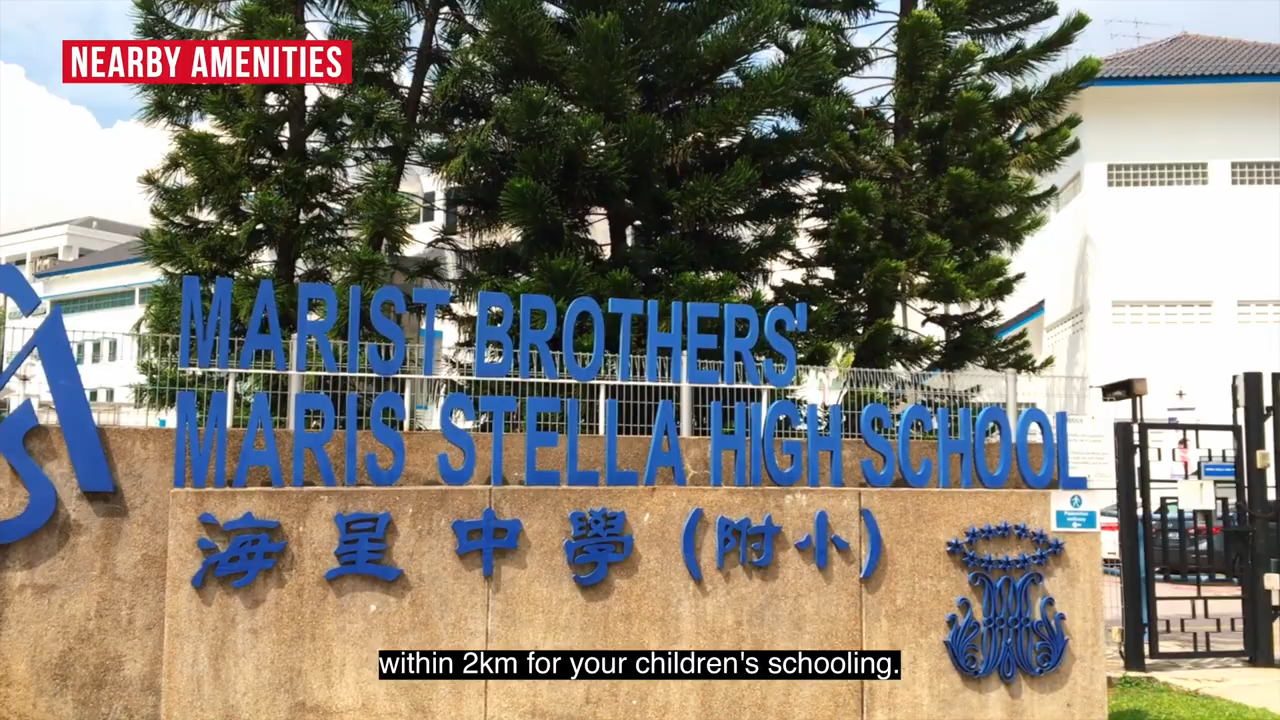 NEARBY AMENITIES
MARIST BROTHERS'
MARIS STELLA HIGH SCHOOL
海星中學(附小)
within 2km for your children's schooling.